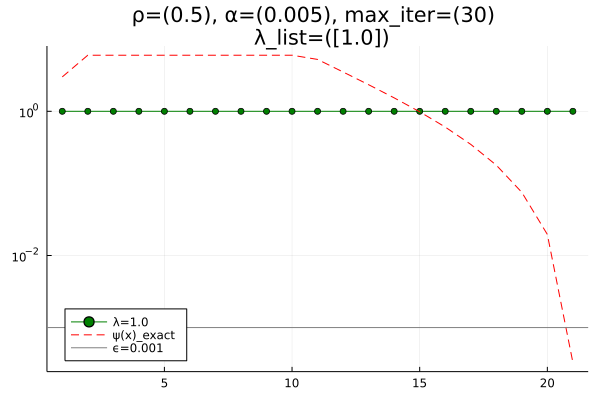 ρ=(0.5), α=(0.005), max_iter=(30)
λ_list=([1.0])
10⁰
10⁻²
λ=1.0
ψ(x)_exact
ϵ=0.001
5
10
15
20